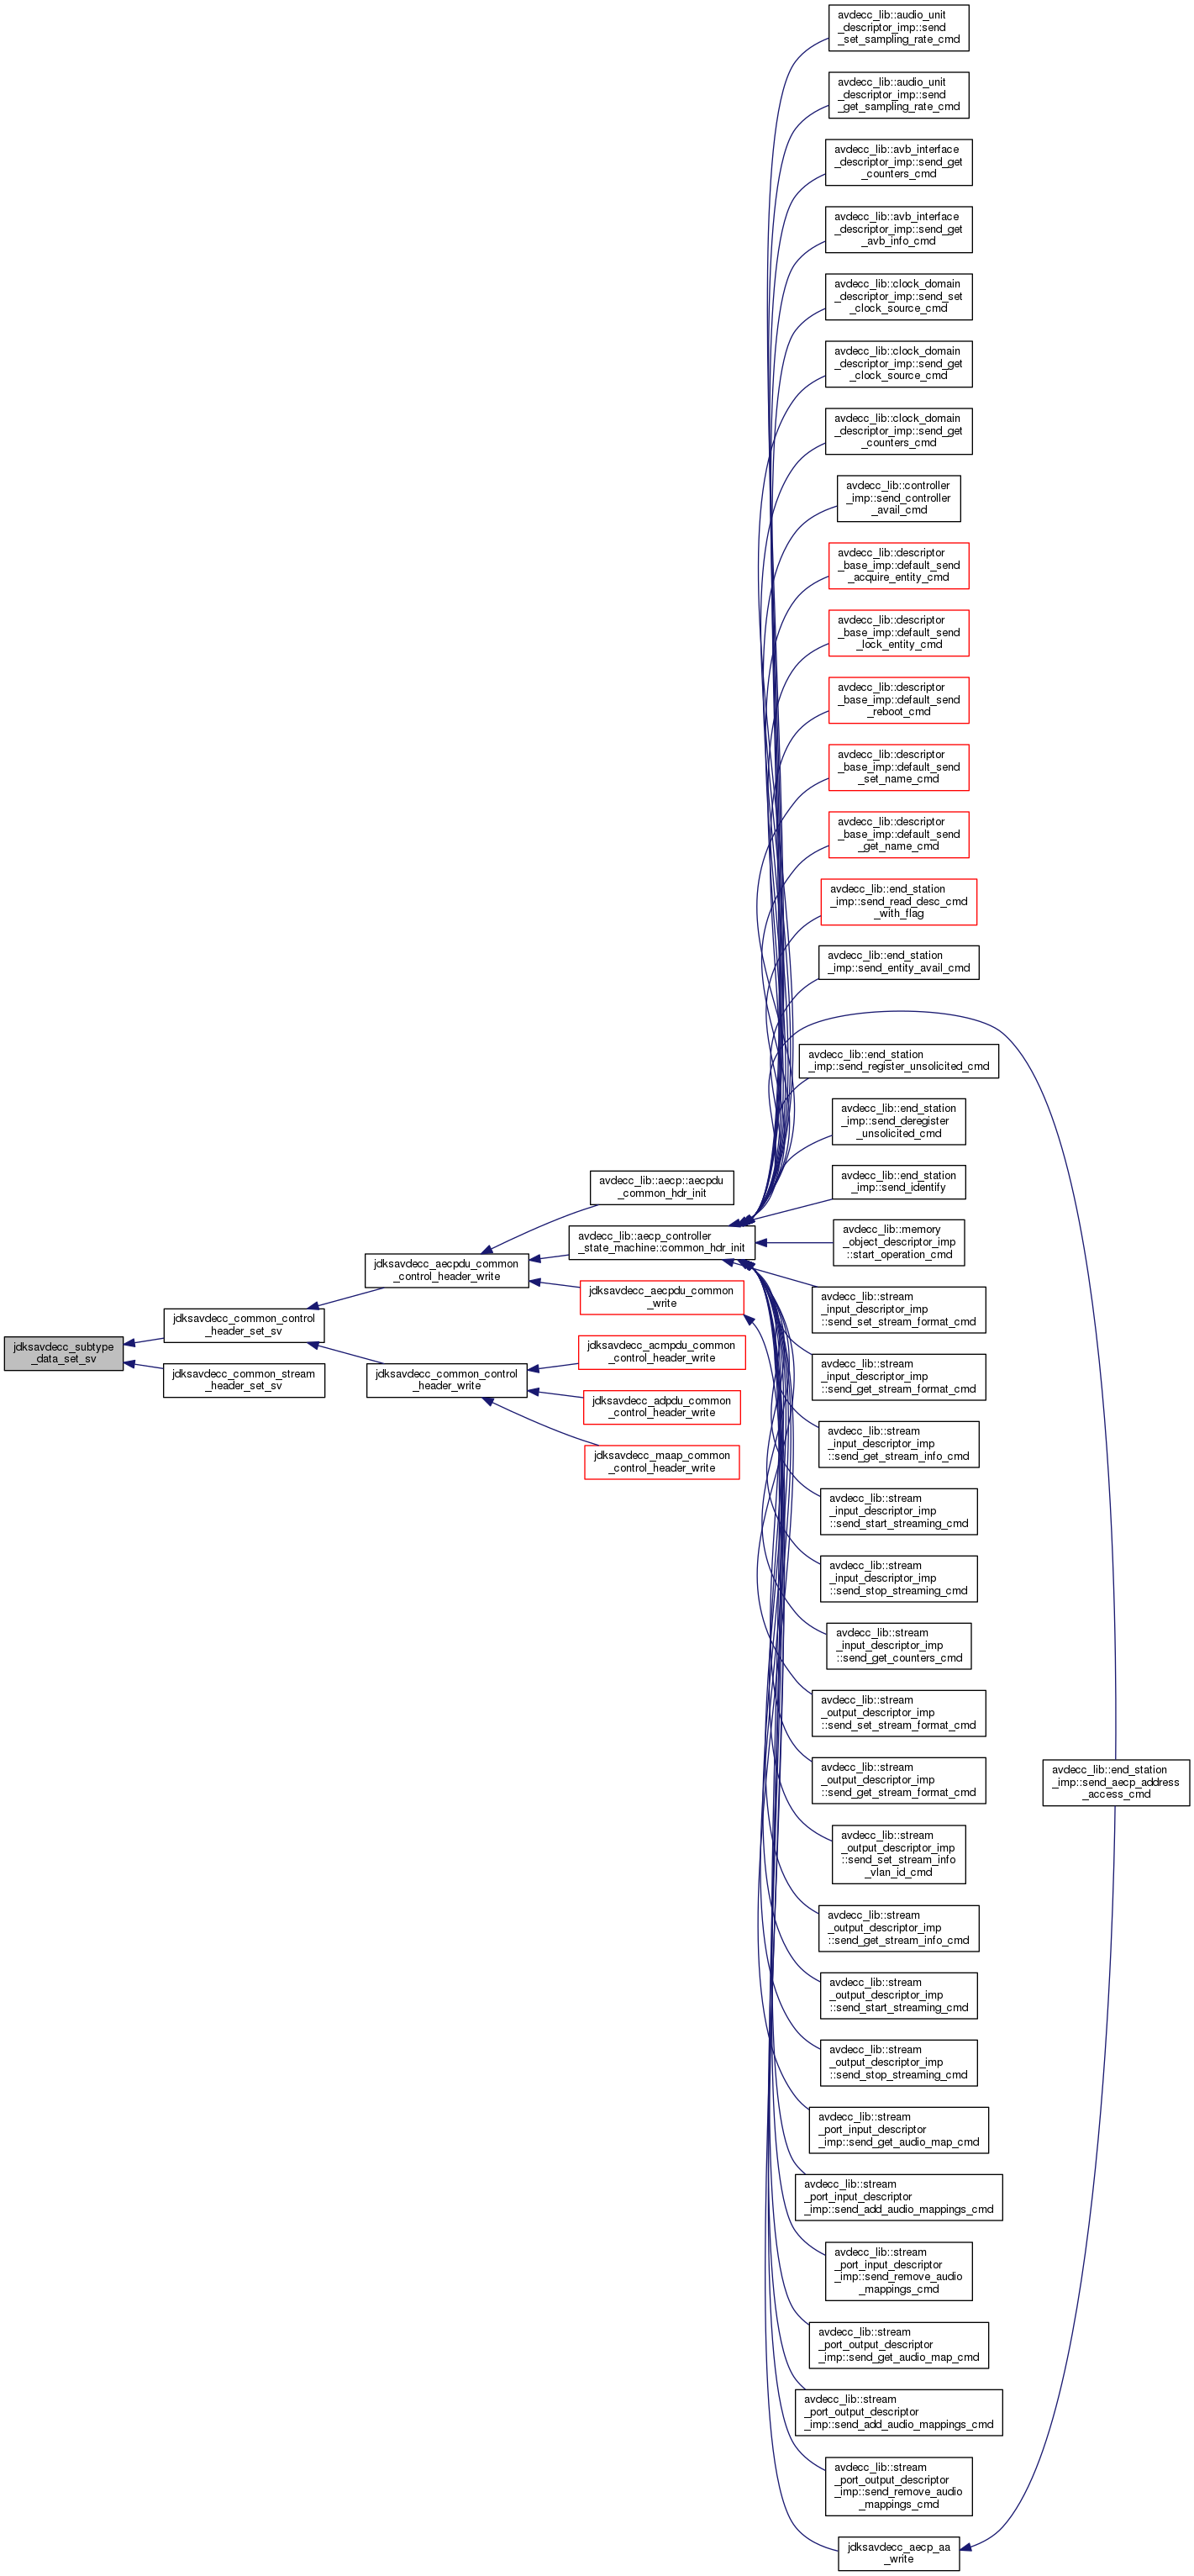 avdecc_lib::audio_unit
_descriptor_imp::send
_set_sampling_rate_cmd
avdecc_lib::audio_unit
_descriptor_imp::send
_get_sampling_rate_cmd
avdecc_lib::avb_interface
_descriptor_imp::send_get
_counters_cmd
avdecc_lib::avb_interface
_descriptor_imp::send_get
_avb_info_cmd
avdecc_lib::clock_domain
_descriptor_imp::send_set
_clock_source_cmd
avdecc_lib::clock_domain
_descriptor_imp::send_get
_clock_source_cmd
avdecc_lib::clock_domain
_descriptor_imp::send_get
_counters_cmd
avdecc_lib::controller
_imp::send_controller
_avail_cmd
avdecc_lib::descriptor
_base_imp::default_send
_acquire_entity_cmd
avdecc_lib::descriptor
_base_imp::default_send
_lock_entity_cmd
avdecc_lib::descriptor
_base_imp::default_send
_reboot_cmd
avdecc_lib::descriptor
_base_imp::default_send
_set_name_cmd
avdecc_lib::descriptor
_base_imp::default_send
_get_name_cmd
avdecc_lib::end_station
_imp::send_read_desc_cmd
_with_flag
avdecc_lib::end_station
_imp::send_entity_avail_cmd
avdecc_lib::end_station
_imp::send_register_unsolicited_cmd
avdecc_lib::end_station
_imp::send_deregister
_unsolicited_cmd
avdecc_lib::end_station
_imp::send_identify
avdecc_lib::aecp::aecpdu
_common_hdr_init
avdecc_lib::aecp_controller
_state_machine::common_hdr_init
avdecc_lib::memory
_object_descriptor_imp
::start_operation_cmd
jdksavdecc_aecpdu_common
_control_header_write
jdksavdecc_aecpdu_common
_write
avdecc_lib::stream
_input_descriptor_imp
::send_set_stream_format_cmd
jdksavdecc_common_control
_header_set_sv
jdksavdecc_subtype
_data_set_sv
jdksavdecc_common_stream
_header_set_sv
jdksavdecc_common_control
_header_write
jdksavdecc_acmpdu_common
_control_header_write
jdksavdecc_adpdu_common
_control_header_write
jdksavdecc_maap_common
_control_header_write
avdecc_lib::stream
_input_descriptor_imp
::send_get_stream_format_cmd
avdecc_lib::stream
_input_descriptor_imp
::send_get_stream_info_cmd
avdecc_lib::stream
_input_descriptor_imp
::send_start_streaming_cmd
avdecc_lib::stream
_input_descriptor_imp
::send_stop_streaming_cmd
avdecc_lib::stream
_input_descriptor_imp
::send_get_counters_cmd
avdecc_lib::stream
_output_descriptor_imp
::send_set_stream_format_cmd
avdecc_lib::stream
_output_descriptor_imp
::send_get_stream_format_cmd
avdecc_lib::end_station
_imp::send_aecp_address
_access_cmd
avdecc_lib::stream
_output_descriptor_imp
::send_set_stream_info
_vlan_id_cmd
avdecc_lib::stream
_output_descriptor_imp
::send_get_stream_info_cmd
avdecc_lib::stream
_output_descriptor_imp
::send_start_streaming_cmd
avdecc_lib::stream
_output_descriptor_imp
::send_stop_streaming_cmd
avdecc_lib::stream
_port_input_descriptor
_imp::send_get_audio_map_cmd
avdecc_lib::stream
_port_input_descriptor
_imp::send_add_audio_mappings_cmd
avdecc_lib::stream
_port_input_descriptor
_imp::send_remove_audio
_mappings_cmd
avdecc_lib::stream
_port_output_descriptor
_imp::send_get_audio_map_cmd
avdecc_lib::stream
_port_output_descriptor
_imp::send_add_audio_mappings_cmd
avdecc_lib::stream
_port_output_descriptor
_imp::send_remove_audio
_mappings_cmd
jdksavdecc_aecp_aa
_write